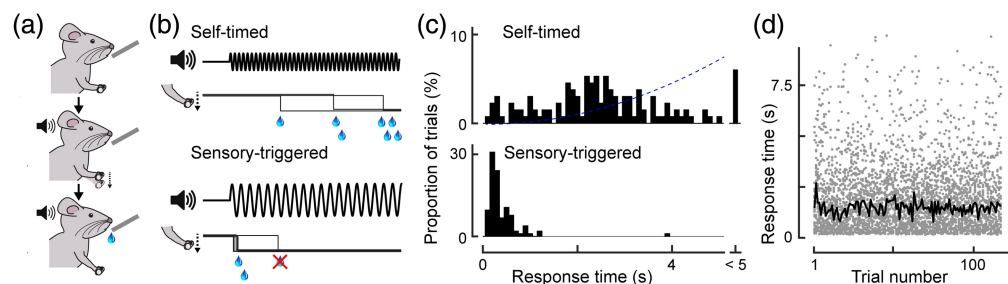 (a)
(b)
Self-timed
Sensory-triggered
(c)
Proportion of trials (%)
10
0
Self-timed
30
0
Sensory-triggered
0
4
< 5
Response time (s)
(d)
Response time (s)
7.5
0
1
100
Trial number